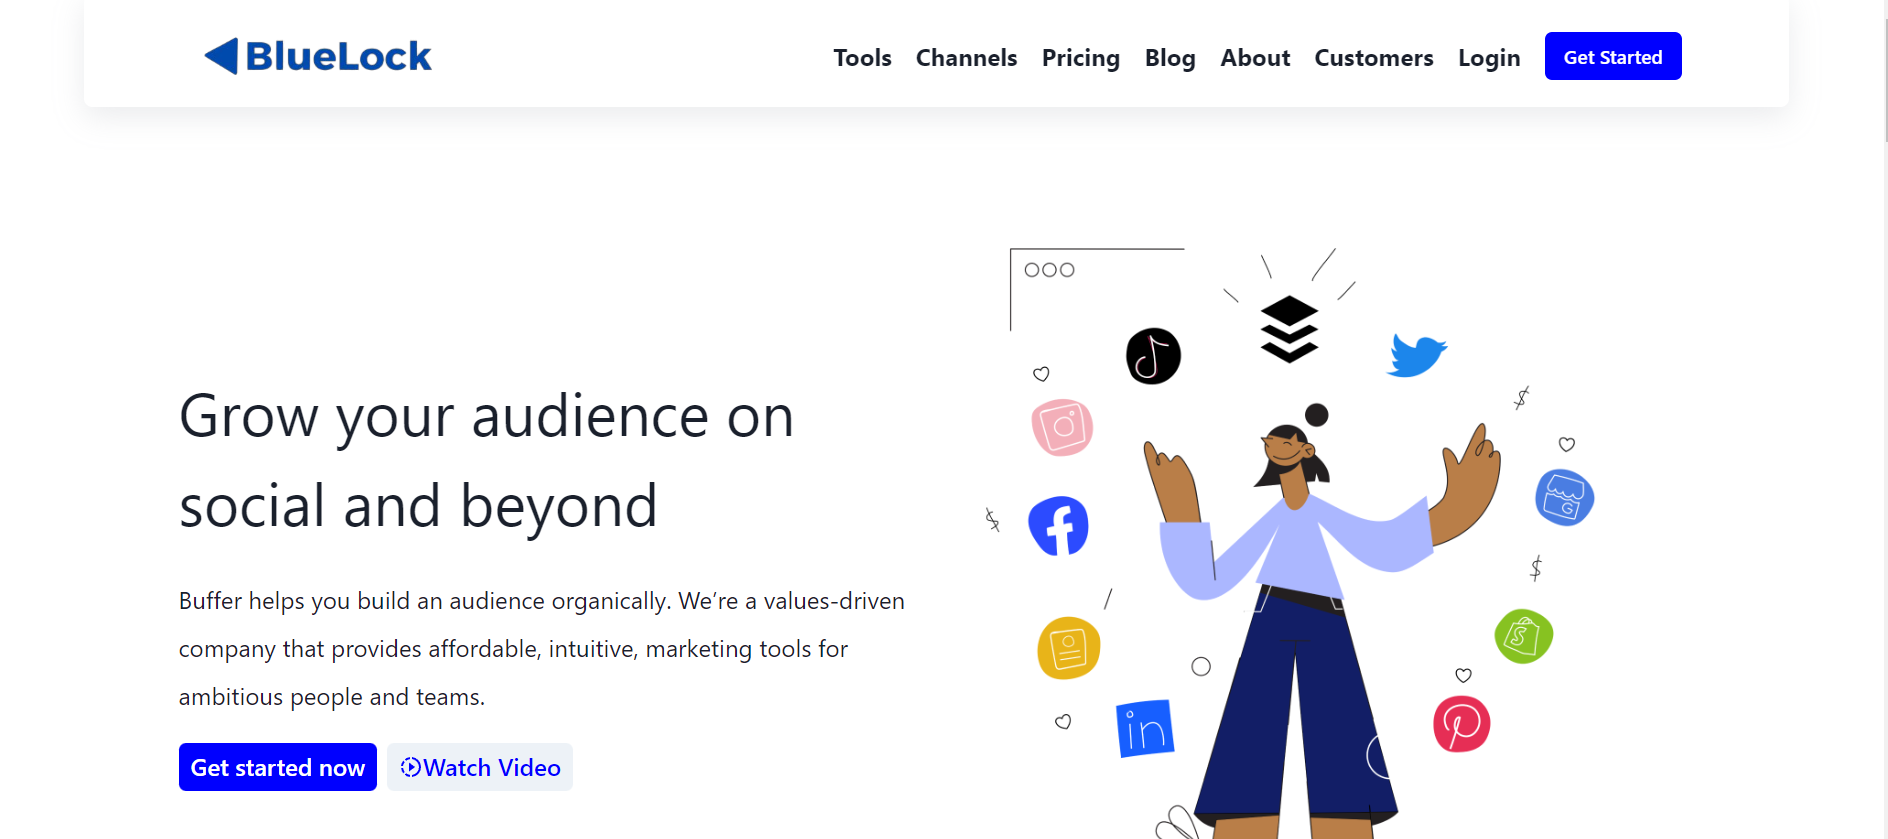 BlueLock
Tools Channels Pricing Blog About Customers Login Get Started
Grow your audience on
social and beyond
Buffer helps you build an audience organically. We’re a values-driven
company that provides affordable, intuitive, marketing tools for
ambitious people and teams.
Get started now Watch Video
$
$
$
f
G
S
in